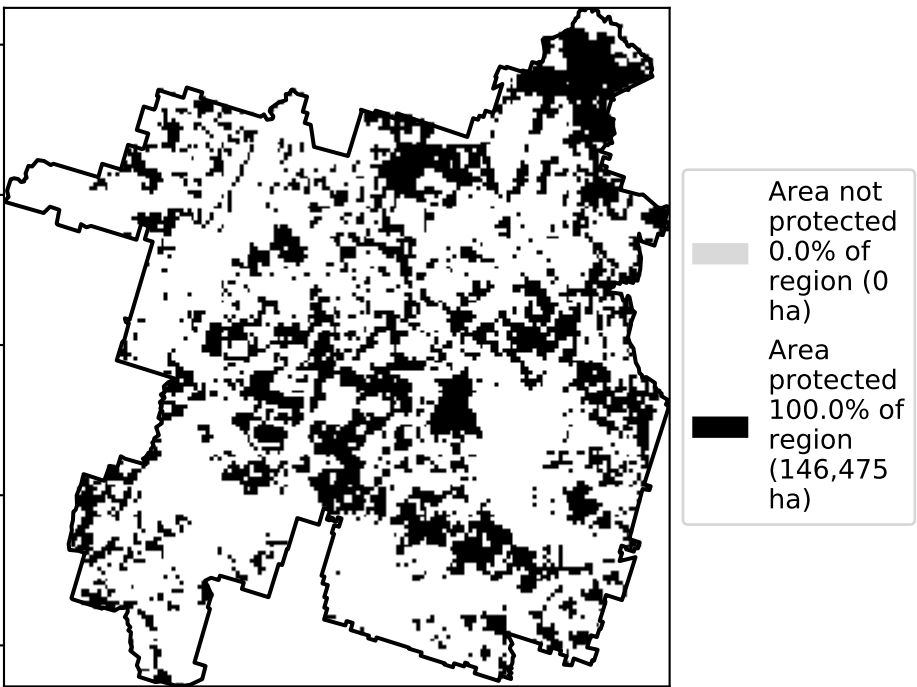 Area not
protected
0.0% of
region (0
ha)
Area
protected
100.0% of
region
(146,475
ha)